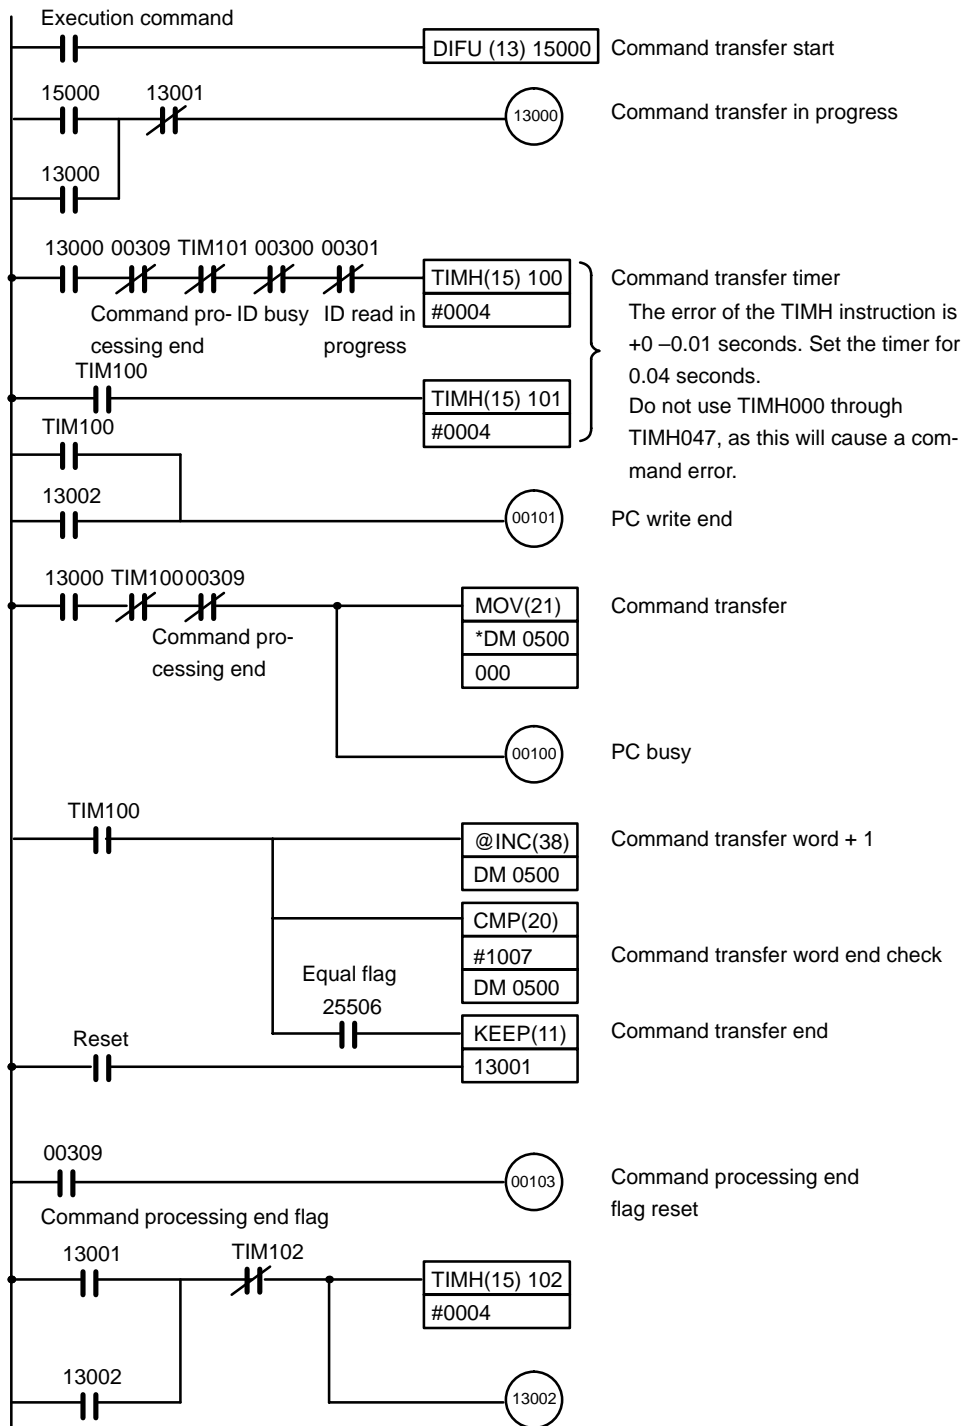 Execution command
DIFU (13) 15000 Command transfer start
15000 13001
13000 Command transfer in progress
13000
13000 00309 TIM101 00300 00301
TIMH(15) 100 Command transfer timer
#0004
Command pro- ID busy ID read in
cessing end progress
The error of the TIMH instruction is
+0 –0.01 seconds. Set the timer for
0.04 seconds.
Do not use TIMH000 through
TIMH047, as this will cause a com-
mand error.
TIM100
TIMH(15) 101
#0004
TIM100
13002
00101 PC write end
13000 TIM100 00309
MOV(21) Command transfer
*DM 0500
000
Command pro-
cessing end
00100 PC busy
TIM100
@INC(38) Command transfer word + 1
DM 0500
CMP(20)
#1007 Command transfer word end check
DM 0500
Equal flag
25506
KEEP(11) Command transfer end
13001
Reset
00309
00103 Command processing end
flag reset
Command processing end flag
13001 TIM102
TIMH(15) 102
#0004
13002
13002